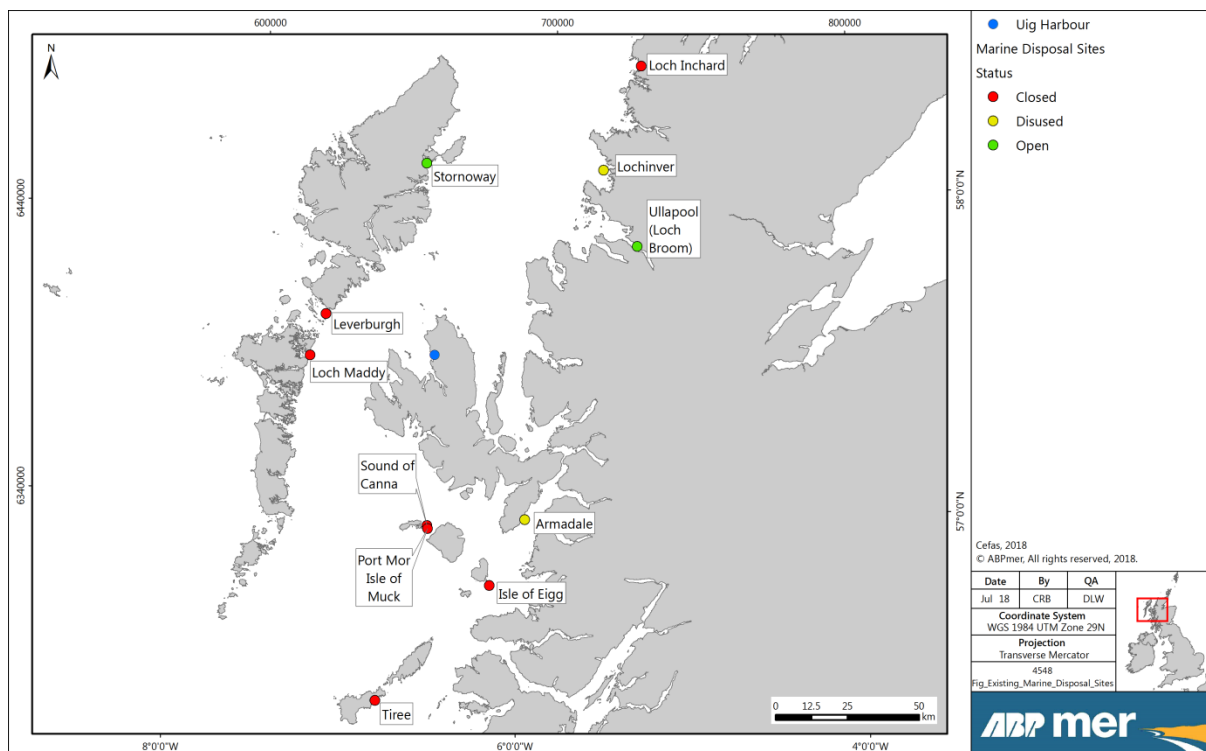 600000
700000
800000
N
Loch Inchard
Stornoway
Lochinver
Ullapool
(Loch
Broom)
Leverburgh
Loch Maddy
Sound of
Canna
Armadale
Port Mor
Isle of
Muck
Isle of Eigg
Tiree
6440000
6340000
58°0'0"N
57°0'0"N
0 12.5 25 50
km
8°0'0"W
6°0'0"W
4°0'0"W
Uig Harbour
Marine Disposal Sites
Status
Closed
Disused
Open
Cefas, 2018
© ABPmer, All rights reserved, 2018.
Date By QA
Jul 18 CRB DLW
Coordinate System
WGS 1984 UTM Zone 29N
Projection
Transverse Mercator
4548
Fig_Existing_Marine_Disposal_Sites
ABP mer